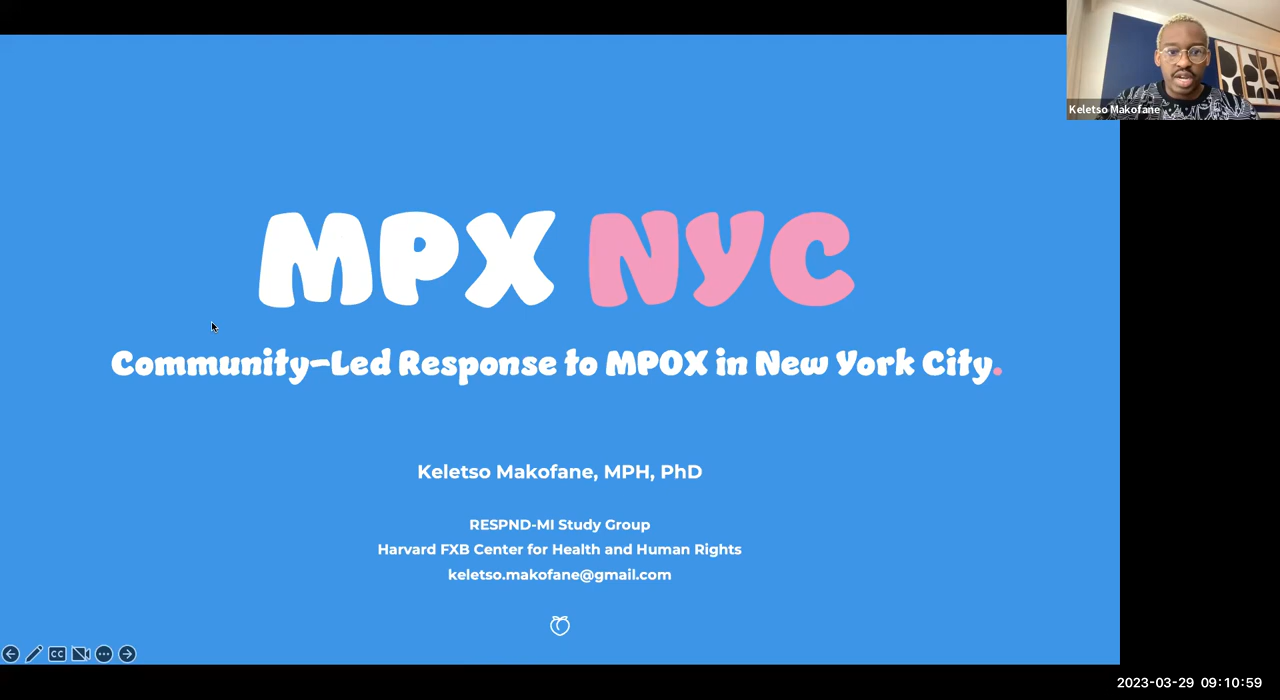 Keletso Makofane
MPX NYC
Community-Led Response to MPOX in New York City.
Keletso Makofane, MPH, PhD
RESPND-MI Study Group
Harvard FXB Center for Health and Human Rights
keletso.makofane@gmail.com
CC
2023-03-29 09:10:59